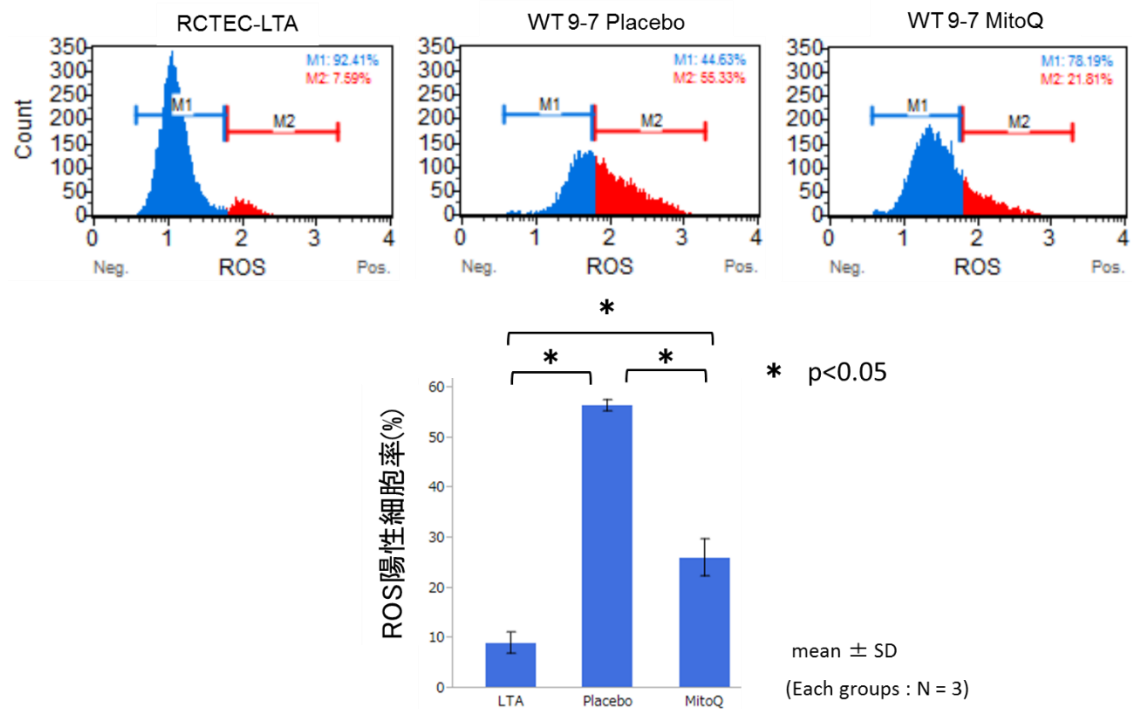 RCTEC-LTA
WT 9-7 Placebo
WT 9-7 MitoQ
350
300
250
200
150
100
50
0
Count
M1: 92.41%
M2: 7.59%
M1
M2
0 1 2 3 4
Neg. ROS Pos.
350
300
250
200
150
100
50
0
M1: 44.63%
M2: 55.33%
M1
M2
0 1 2 3 4
Neg. ROS Pos.
350
300
250
200
150
100
50
0
M1: 78.19%
M2: 21.81%
M1
M2
0 1 2 3 4
Neg. ROS Pos.
*
* *
* p<0.05
ROS陽性細胞率(%)
60
50
40
30
20
10
0
LTA Placebo MitoQ
mean ± SD
(Each groups : N = 3)